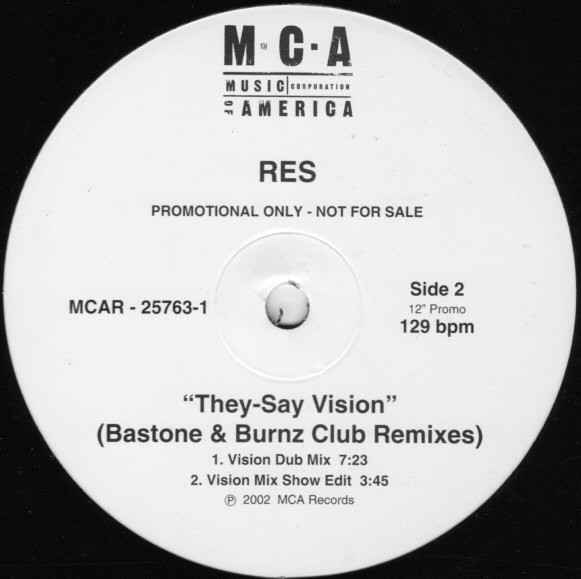 M·C·A
MUSIC CORPORATION
OF AMERICA
RES
PROMOTIONAL ONLY - NOT FOR SALE
MCAR - 25763-1
Side 2
12" Promo
129 bpm
“They-Say Vision”
(Bastone & Burnz Club Remixes)
1. Vision Dub Mix 7:23
2. Vision Mix Show Edit 3:45
℗ 2002 MCA Records